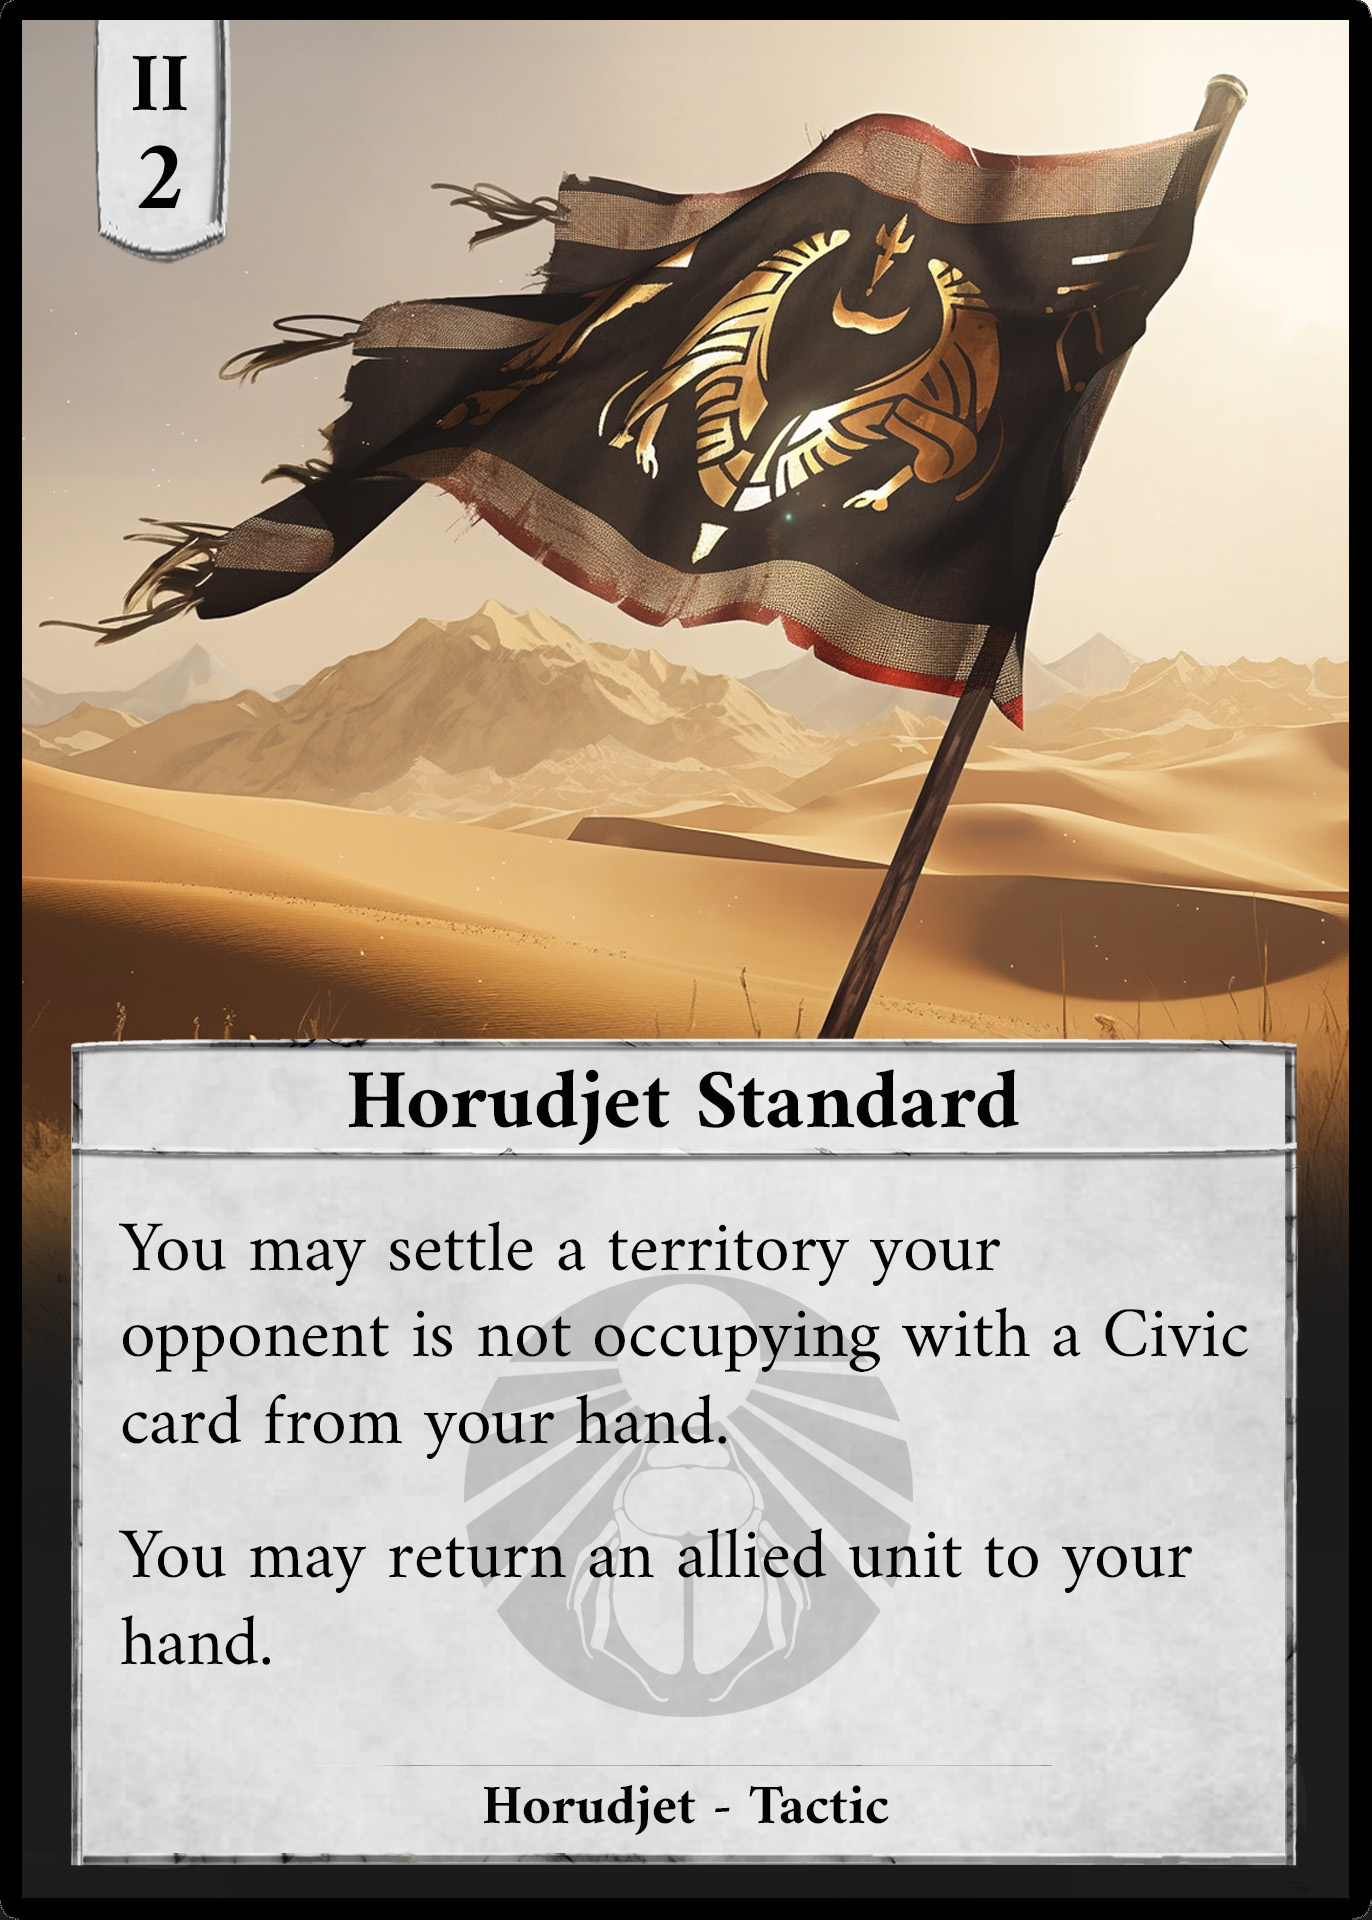 II
2
Horudjet Standard
You may settle a territory your
opponent is not occupying with a Civic
card from your hand.
You may return an allied unit to your
hand.
Horudjet - Tactic